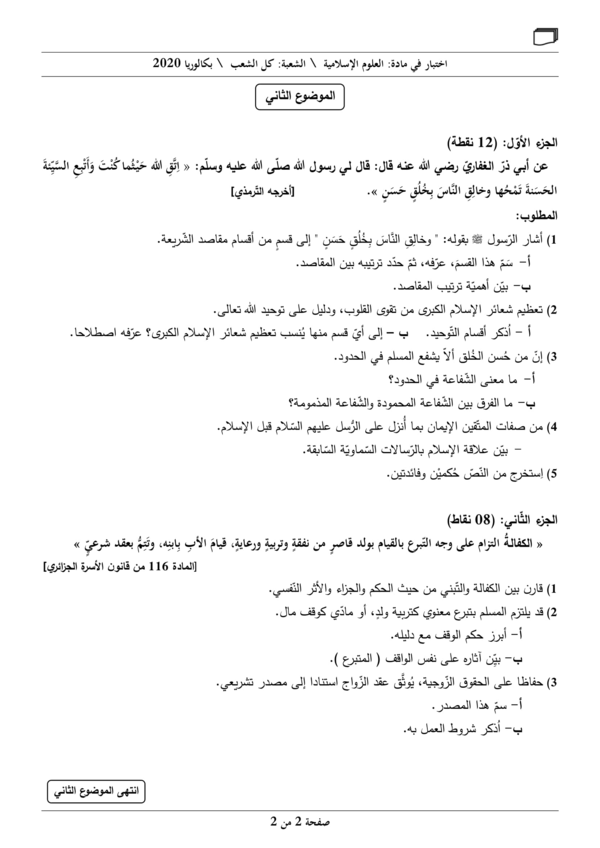 اختبار في مادة: العلوم الإسلامية \ الشعبة: كل الشعب \ بكالوريا 2020
الموضوع الثاني
الجزء الأوّل: (12 نقطة)
عن أبي ذرّ الغفاريّ رضي الله عنه قال: قال لي رسول الله صلّى الله عليه وسلّم: « اِتَّقِ الله حَيْثُما كُنْتَ وَأَتْبِعِ السَّيِّئَةَ
الحَسَنةَ تَمْحُها وخالِقِ النَّاسَ بِخُلُقٍ حَسَنٍ ». [أخرجه التّرمذي]
المطلوب:
1) أشار الرّسول ﷺ بقوله: " وخالِقِ النَّاسَ بِخُلُقٍ حَسَنٍ " إلى قسمٍ من أقسام مقاصد الشّريعة.
أ- سَمّ هذا القسمَ، عرّفه، ثمّ حدّد ترتيبه بين المقاصد.
ب- بيّن أهميّة ترتيب المقاصد.
2) تعظيم شعائر الإسلام الكبرى من تقوى القلوب، ودليل على توحيد الله تعالى.
أ - اُذكر أقسام التّوحيد. ب - إلى أيّ قسم منها يُنسب تعظيم شعائر الإسلام الكبرى؟ عرّفه اصطلاحا.
3) إنّ من حُسن الخُلق ألاّ يشفع المسلم في الحدود.
أ- ما معنى الشّفاعة في الحدود؟
ب- ما الفرق بين الشّفاعة المحمودة والشّفاعة المذمومة؟
4) من صفات المتّقين الإيمان بما أُنزل على الرُّسل عليهم السّلام قبل الإسلام.
- بيّن علاقة الإسلام بالرّسالات السّماويّة السّابقة.
5) اِستخرج من النّصّ حُكميْن وفائدتين.
الجزء الثّاني: (08 نقاط)
« الكفالةُ التزام على وجه التّبرع بالقيام بولد قاصرٍ من نفقةٍ وتربيةٍ ورعايةٍ، قيامَ الأبِ بِابنِه، وتَتِمُّ بعقد شرعيٍّ »
[المادة 116 من قانون الأسرة الجزائري]
1) قارن بين الكفالة والتّبني من حيث الحكم والجزاء والأثر النّفسي.
2) قد يلتزم المسلم بتبرع معنوي كتربية ولدٍ، أو مادّي كوقف مال.
أ- أبرز حكم الوقف مع دليله.
ب- بيّن آثاره على نفس الواقف ( المتبرع ).
3) حفاظا على الحقوق الزّوجية، يُوثَّق عقد الزّواج استنادا إلى مصدر تشريعي.
أ- سمّ هذا المصدر.
ب- اُذكر شروط العمل به.
انتهى الموضوع الثاني
صفحة 2 من 2